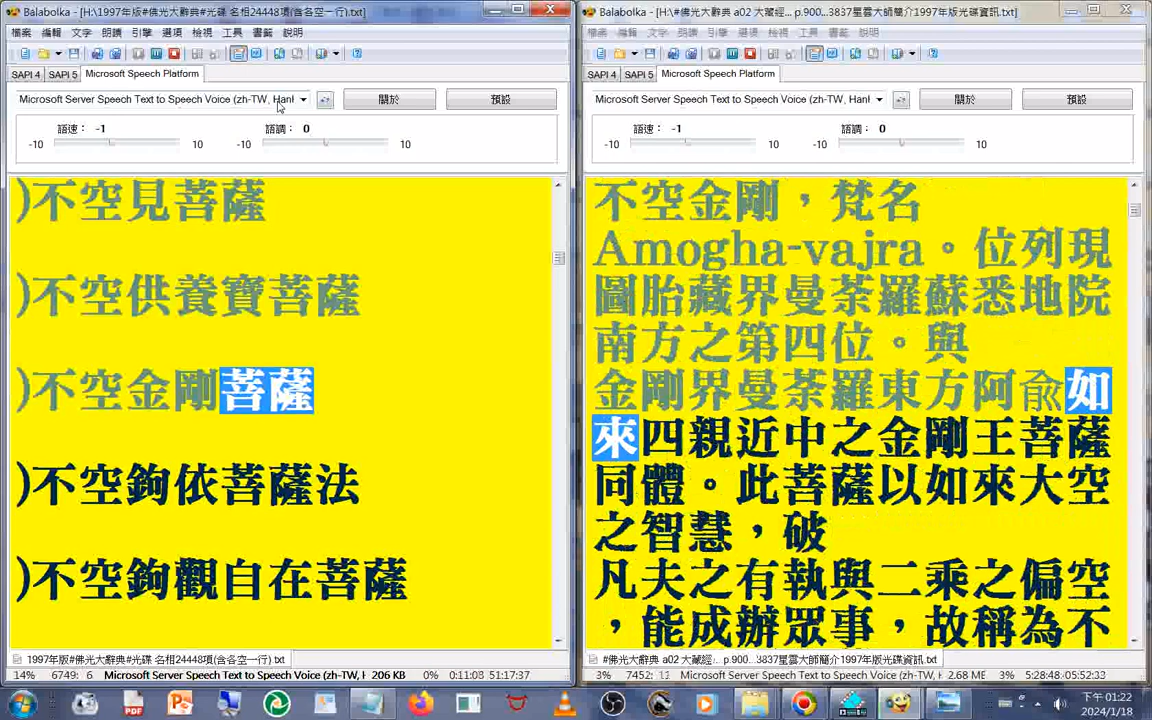 Balabolka - [H:\1997年版#佛光大辭典#光碟 名相24448項(含各空一行).txt]
檔案 編輯 文字 朗讀 引擎 選項 檢視 工具 書籤 說明
SAPI 4 SAPI 5 Microsoft Speech Platform
Microsoft Server Speech Text to Speech Voice (zh-TW, Hanl
關於
預設
語速： -1
語調： 0
-10 10 -10 10
)不空見菩薩
)不空供養寶菩薩
)不空金剛菩薩
)不空鉤依菩薩法
)不空鉤觀自在菩薩
1997年版#佛光大辭典#光碟 名相24448項(含各空一行).txt
14% 6749: 6 Microsoft Server Speech Text to Speech Voice (zh-TW, H 206 KB 0% 0:11:08 51:17:37
Balabolka - [H:\#佛光大辭典 a02 大藏經... p.900...3837星雲大師簡介1997年版光碟資訊.txt]
檔案 編輯 文字 朗讀 引擎 選項 檢視 工具 書籤 說明
SAPI 4 SAPI 5 Microsoft Speech Platform
Microsoft Server Speech Text to Speech Voice (zh-TW, Hanl
關於
預設
語速： -1
語調： 0
-10 10 -10 10
不空金剛，梵名
Amogha-vajra。位列現
圖胎藏界曼荼羅蘇悉地院
南方之第四位。與
金剛界曼荼羅東方阿兪如
來四親近中之金剛王菩薩
同體。此菩薩以如來大空
之智慧，破
凡夫之有執與二乘之偏空
，能成辦眾事，故稱為不
#佛光大辭典 a02 大藏經... p.900...3837星雲大師簡介1997年版光碟資訊.txt
3% 7452: Microsoft Server Speech Text to Speech Voice (zh-TW, H 2.68 ME 3% 5:28:48-05:52:33
下午 01:22
2024/1/18